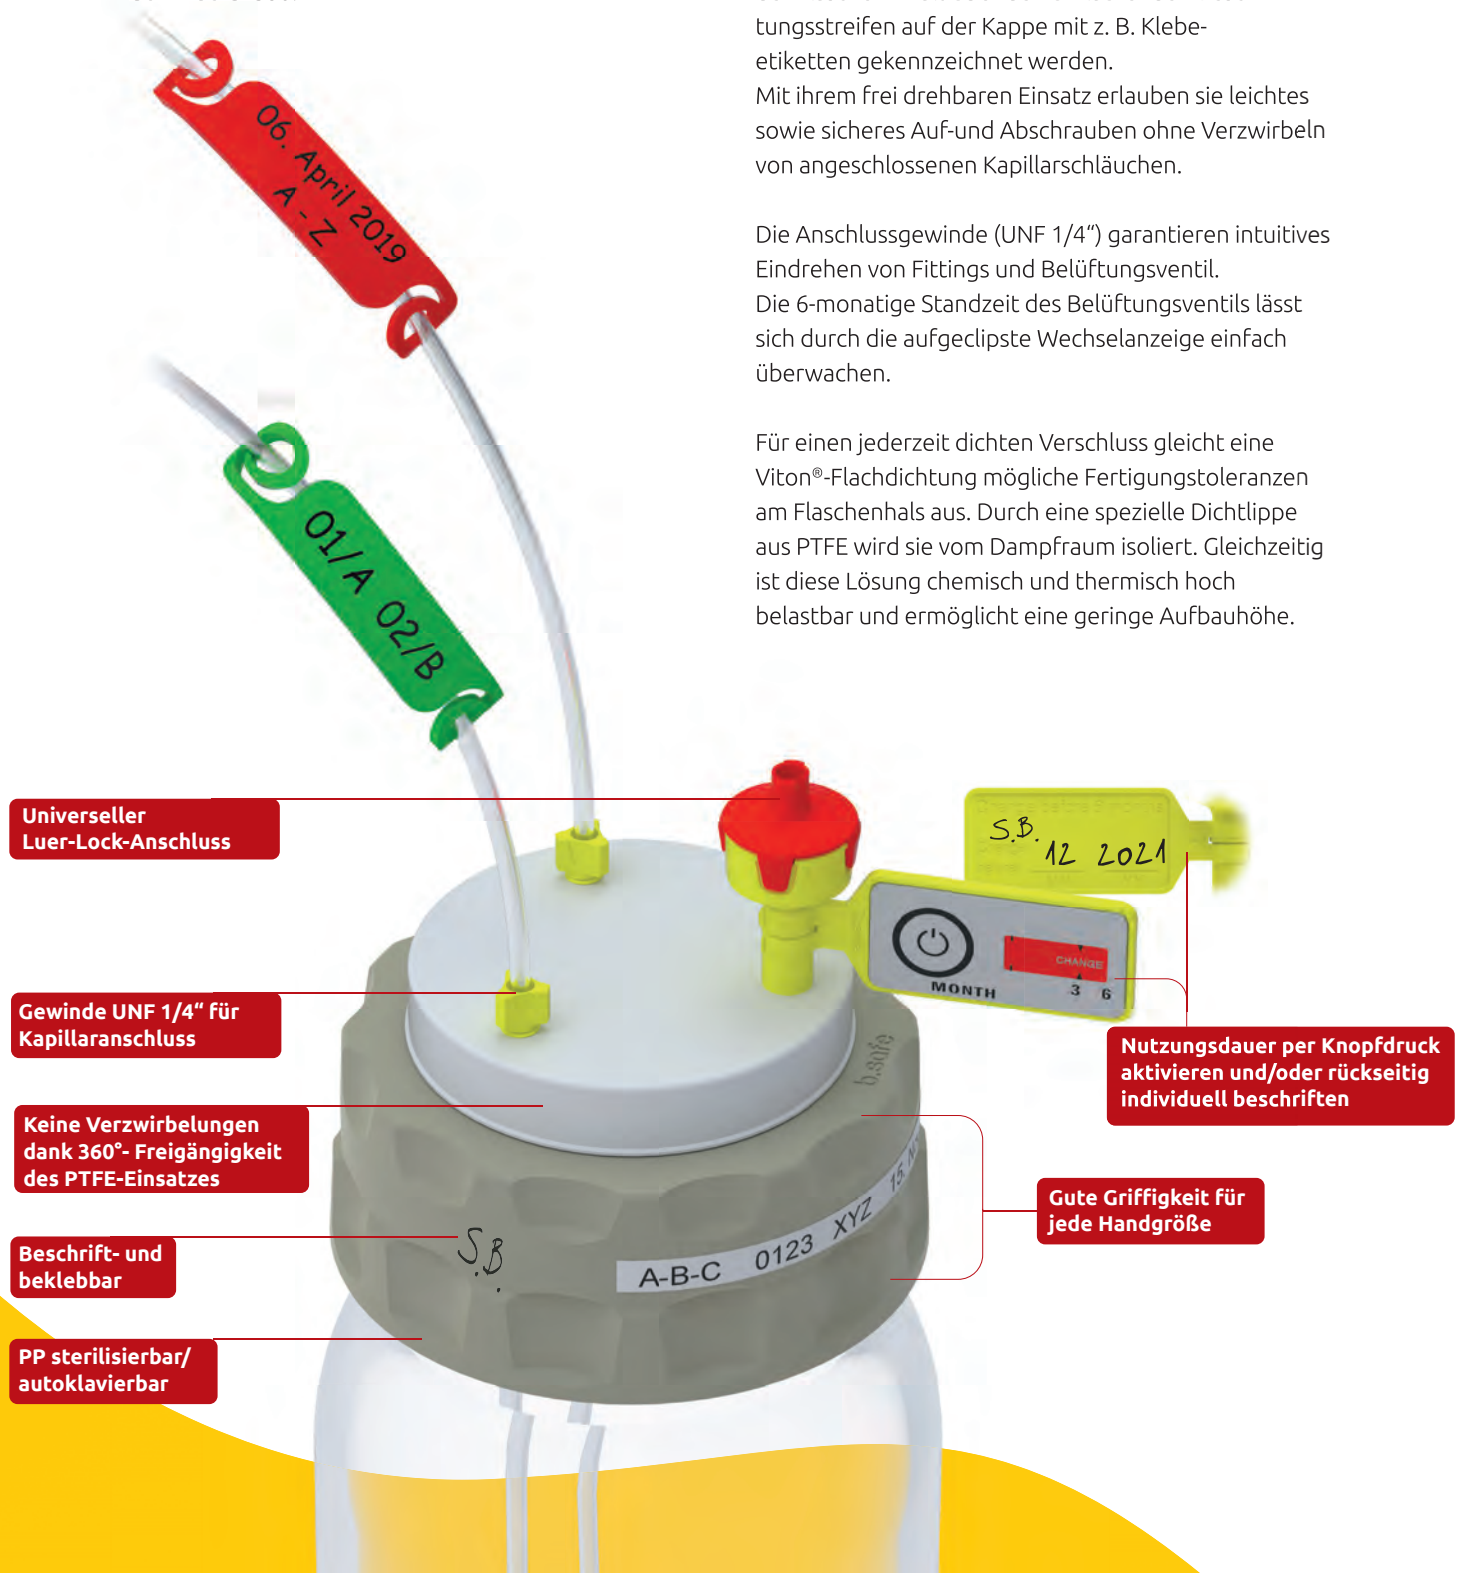 tungsstreifen auf der Kappe mit z. B. Klebe-
etiketten gekennzeichnet werden.
Mit ihrem frei drehbaren Einsatz erlauben sie leichtes
sowie sicheres Auf-und Abschrauben ohne Verzwirbeln
von angeschlossenen Kapillarschläuchen.
Die Anschlussgewinde (UNF 1/4“) garantieren intuitives
Eindrehen von Fittings und Belüftungsventil.
Die 6-monatige Standzeit des Belüftungsventils lässt
sich durch die aufgeclipste Wechselanzeige einfach
überwachen.
Für einen jederzeit dichten Verschluss gleicht eine
Viton®-Flachdichtung mögliche Fertigungstoleranzen
am Flaschenhals aus. Durch eine spezielle Dichtlippe
aus PTFE wird sie vom Dampfraum isoliert. Gleichzeitig
ist diese Lösung chemisch und thermisch hoch
belastbar und ermöglicht eine geringe Aufbauhöhe.
06. April 2019
A - Z
01/A 02/B
Universeller
Luer-Lock-Anschluss
S.B.
12 2021
CHANGE
MONTH 3 6
Gewinde UNF 1/4“ für
Kapillaranschluss
Nutzungsdauer per Knopfdruck
aktivieren und/oder rückseitig
individuell beschriften
b.safe
Keine Verzwirbelungen
dank 360°- Freigängigkeit
des PTFE-Einsatzes
Gute Griffigkeit für
jede Handgröße
Beschrift- und
beklebbar
S.B.
A-B-C 0123 XYZ 15.
PP sterilisierbar/
autoklavierbar